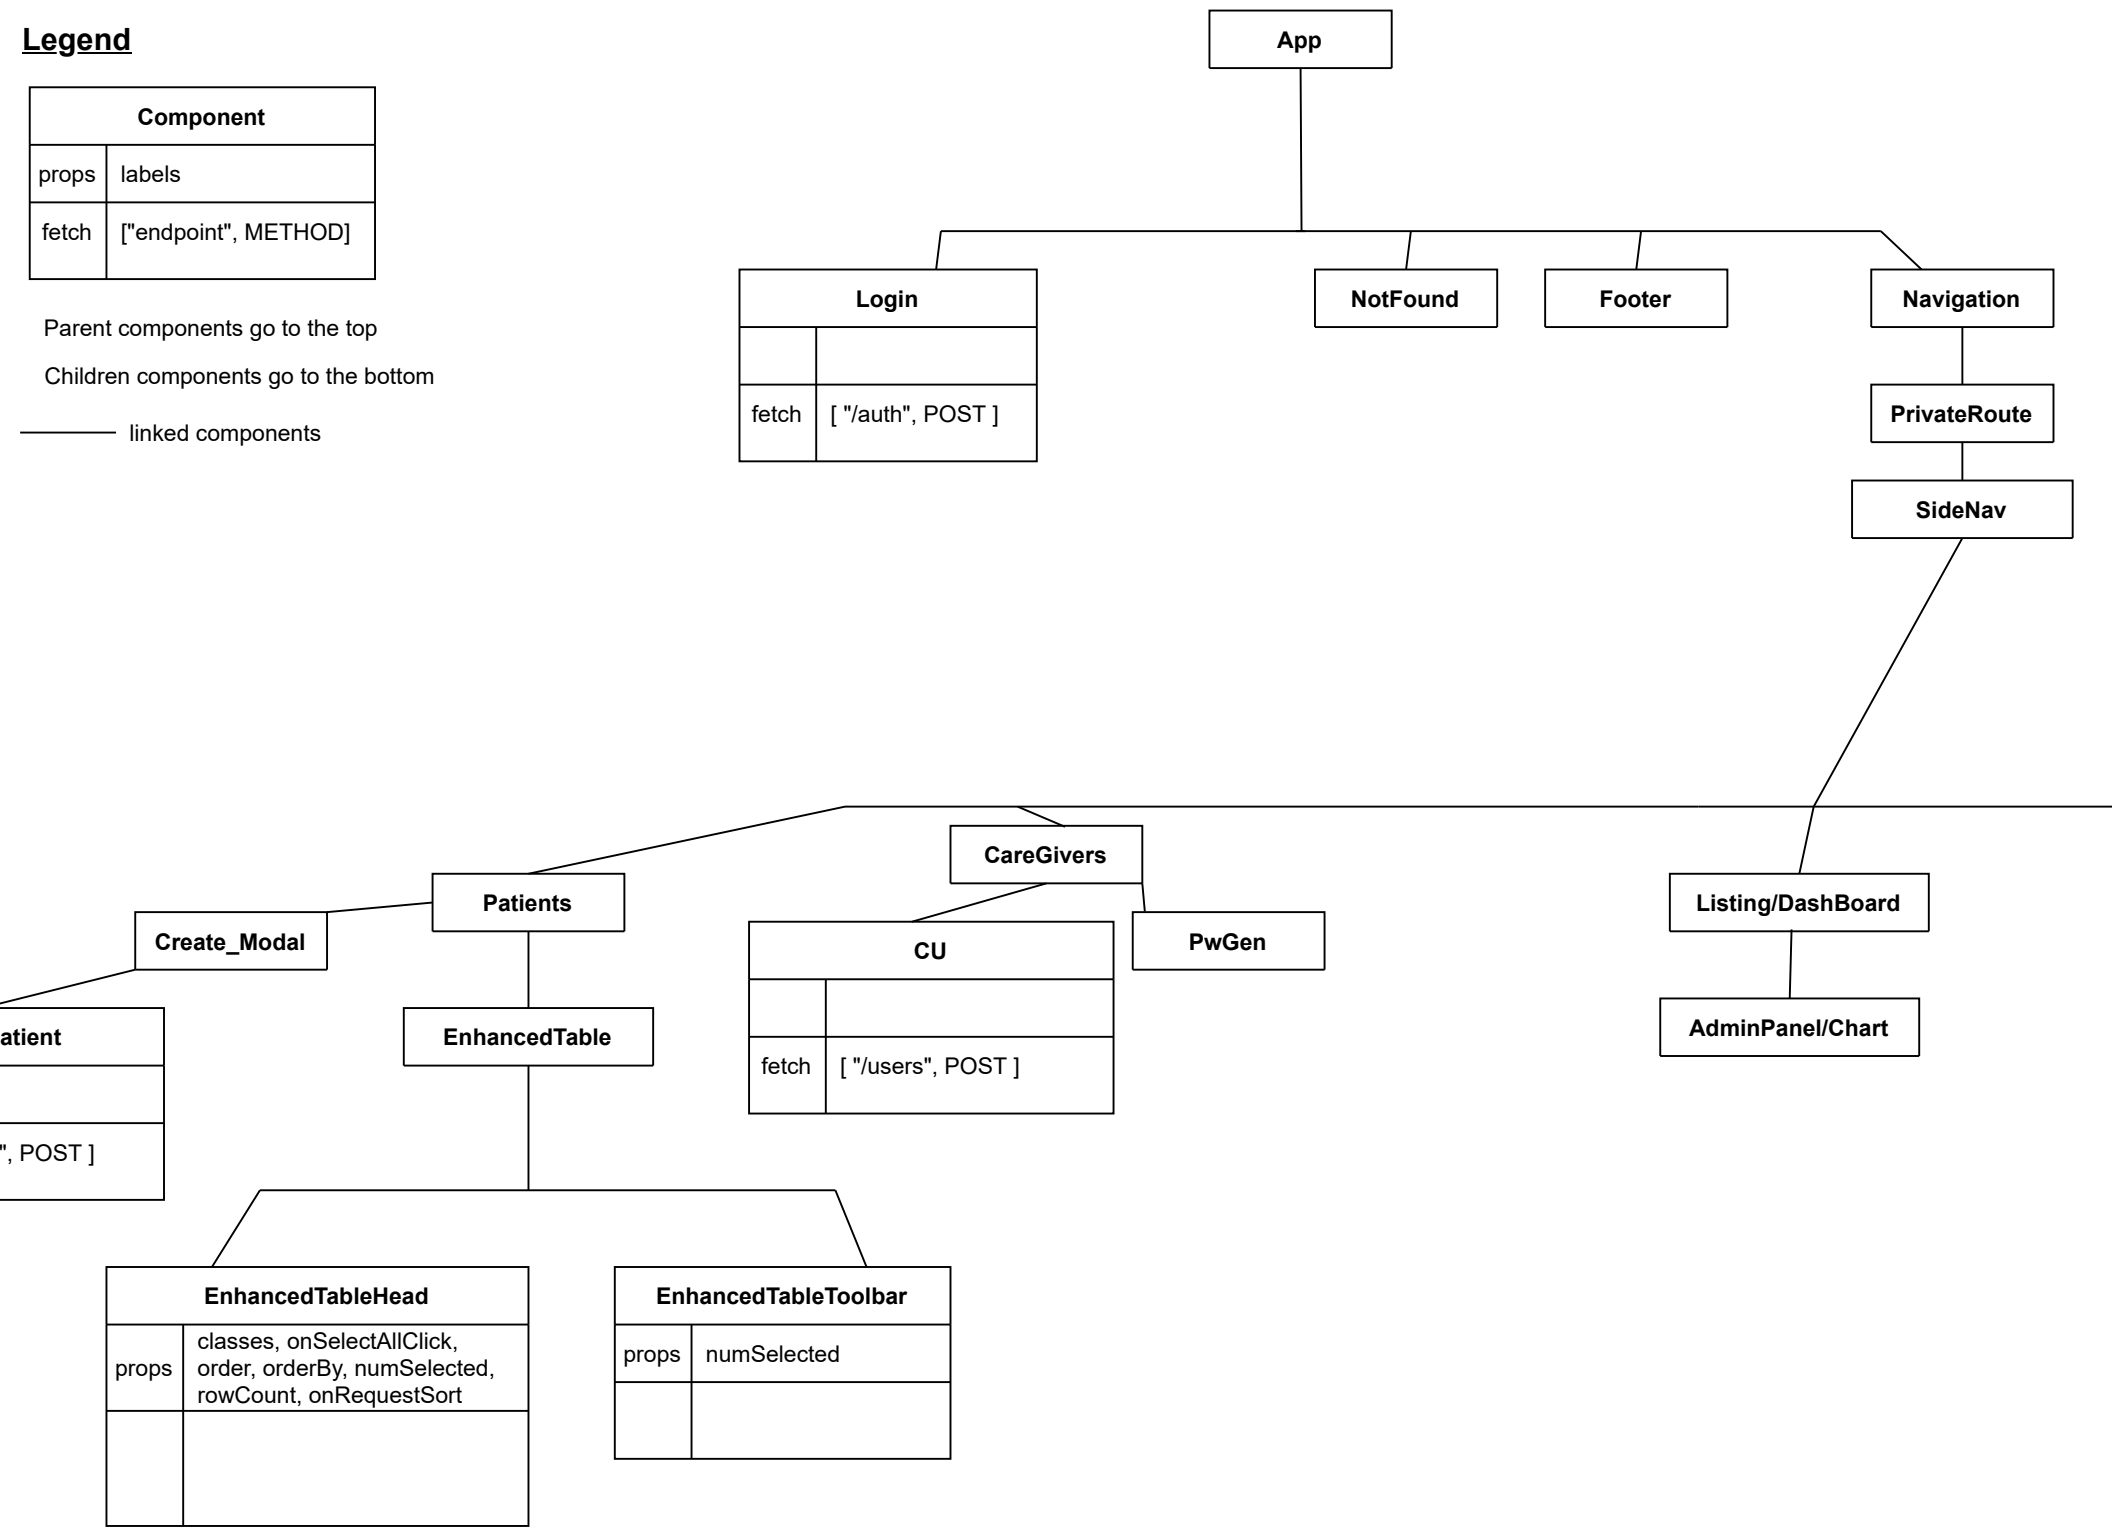 Legend
Component
props
labels
fetch
["endpoint", METHOD]
Parent components go to the top
Children components go to the bottom
linked components
App
Login
fetch
[ "/auth", POST ]
NotFound
Footer
Navigation
PrivateRoute
SideNav
Patients
Create_Modal
atient
", POST ]
EnhancedTable
EnhancedTableHead
props
classes, onSelectAllClick,
order, orderBy, numSelected,
rowCount, onRequestSort
EnhancedTableToolbar
props
numSelected
CareGivers
CU
fetch
[ "/users", POST ]
PwGen
Listing/DashBoard
AdminPanel/Chart